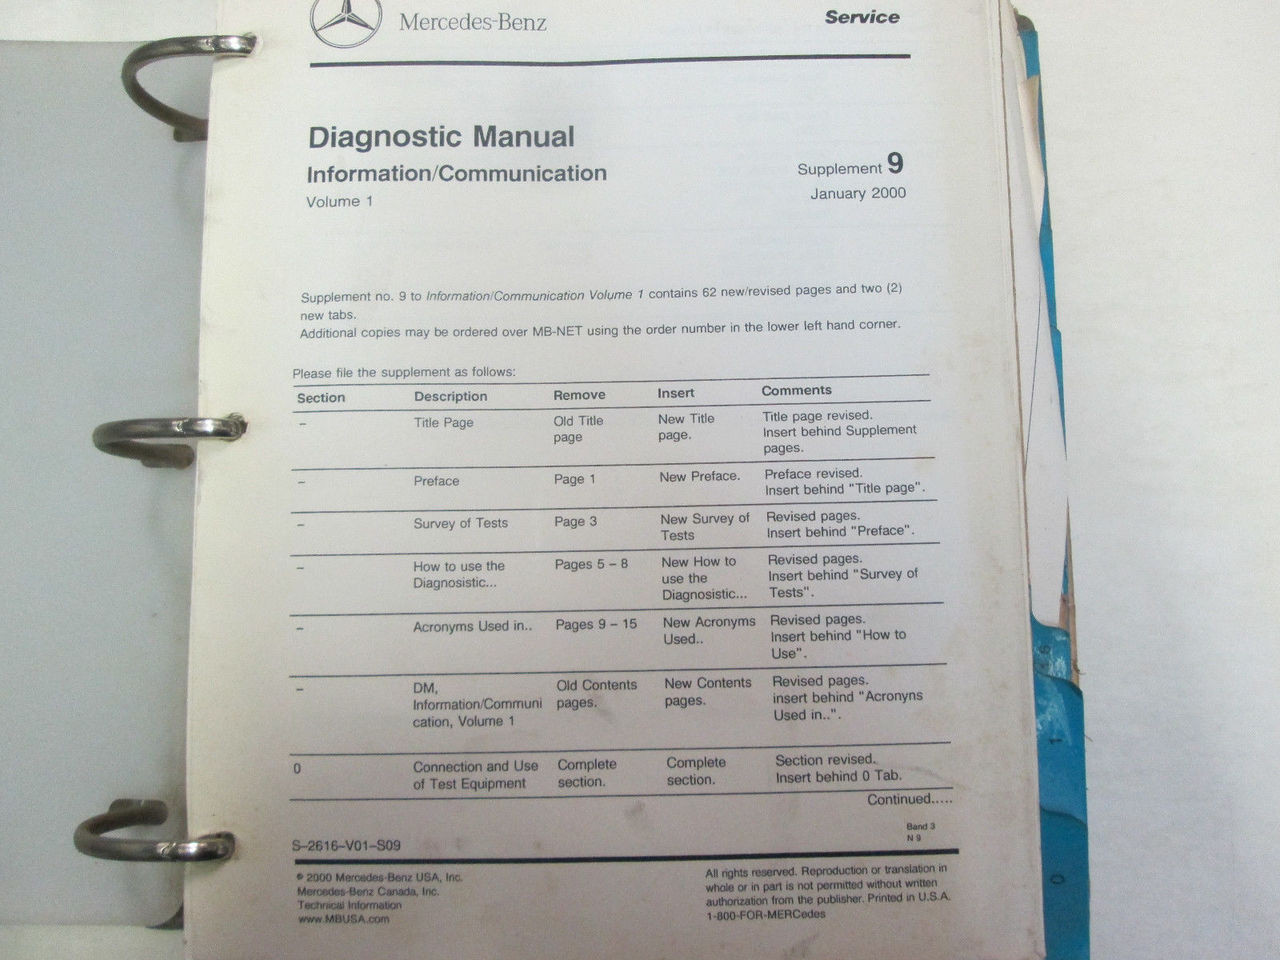 Mercedes-Benz
Service
Diagnostic Manual
Information/Communication
Volume 1
Supplement 9
January 2000
Supplement no. 9 to Information/Communication Volume 1 contains 62 new/revised pages and two (2)
new tabs.
Additional copies may be ordered over MB-NET using the order number in the lower left hand corner.
Please file the supplement as follows:
Section Description Remove Insert Comments
– Title Page Old Title New Title Title page revised.
page page. Insert behind Supplement
pages.
– Preface Page 1 New Preface. Preface revised.
Insert behind "Title page".
– Survey of Tests Page 3 New Survey of Revised pages.
Tests Insert behind "Preface".
– How to use the Pages 5 – 8 New How to Revised pages.
Diagnosistic... use the Insert behind "Survey of
Diagnosistic... Tests".
– Acronyms Used in.. Pages 9 – 15 New Acronyms Revised pages.
Used.. Insert behind "How to
Use".
– DM, Old Contents New Contents Revised pages.
Information/Communi pages. pages. insert behind "Acronyns
cation, Volume 1 Used in..".
0 Connection and Use Complete Complete Section revised.
of Test Equipment section. section. Insert behind 0 Tab.
Continued.....
Band 3
N 9
S–2616–V01–S09
© 2000 Mercedes-Benz USA, Inc.
Mercedes-Benz Canada, Inc.
Technical Information
www.MBUSA.com
All rights reserved. Reproduction or translation in
whole or in part is not permitted without written
authorization from the publisher. Printed in U.S.A.
1-800-FOR-MERCedes
1
0